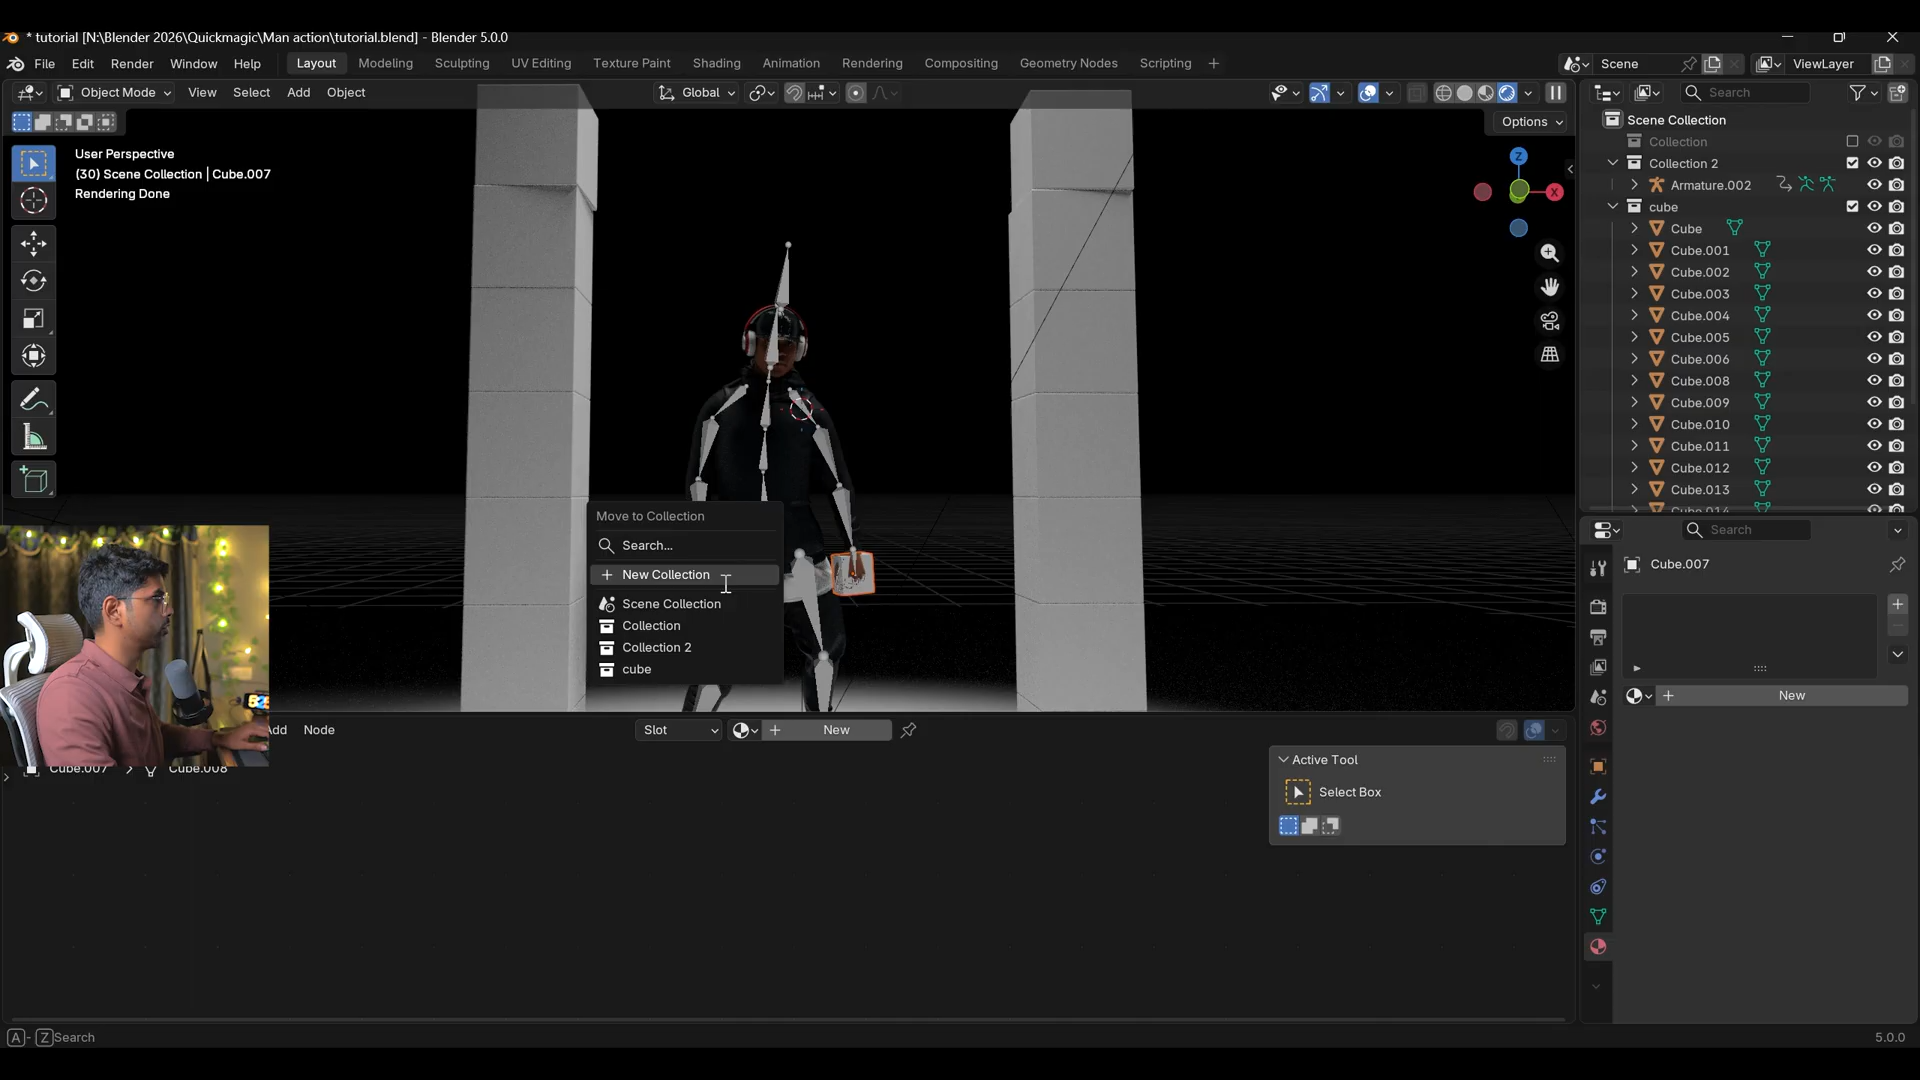 * tutorial [N:\Blender 2026\Quickmagic\Man action\tutorial.blend] - Blender 5.0.0
File Edit Render Window Help
Layout Modeling Sculpting UV Editing Texture Paint Shading Animation Rendering Compositing Geometry Nodes Scripting +
Scene ViewLayer
Object Mode View Select Add Object
Global
Search
Options
User Perspective
(30) Scene Collection | Cube.007
Rendering Done
Z
X
Scene Collection
Collection
Collection 2
Armature.002
cube
Cube
Cube.001
Cube.002
Cube.003
Cube.004
Cube.005
Cube.006
Cube.008
Cube.009
Cube.010
Cube.011
Cube.012
Cube.013
Cube.014
Move to Collection
Search...
New Collection
Scene Collection
Collection
Collection 2
cube
Search
Cube.007
New
Add Node
Slot
New
Cube.007 > Cube.008
Active Tool
Select Box
A - Z Search
5.0.0